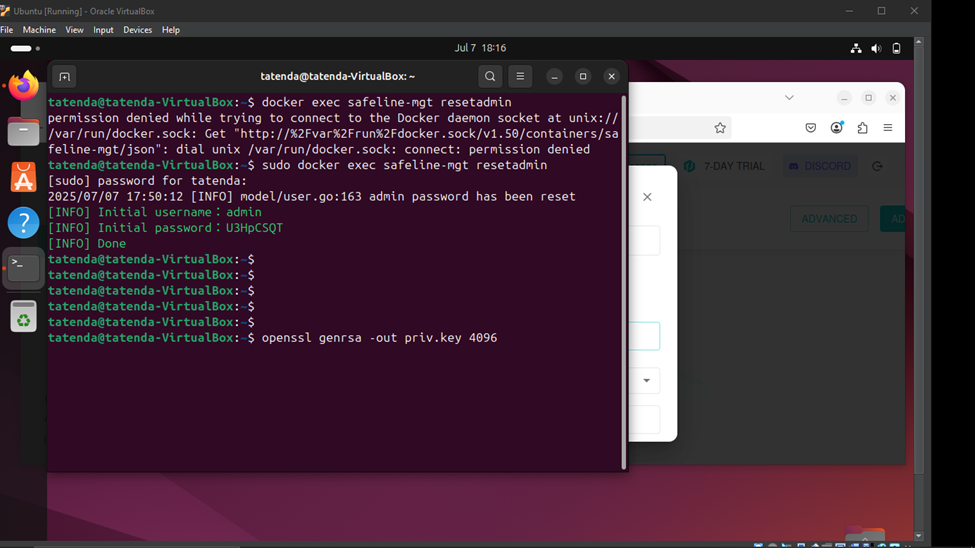 Ubuntu [Running] - Oracle VirtualBox
File Machine View Input Devices Help
Jul 7 18:16
tatenda@tatenda-VirtualBox: ~
tatenda@tatenda-VirtualBox:~$ docker exec safeline-mgt resetadmin
permission denied while trying to connect to the Docker daemon socket at unix://
/var/run/docker.sock: Get "http://%2Fvar%2Frun%2Fdocker.sock/v1.50/containers/sa
feline-mgt/json": dial unix /var/run/docker.sock: connect: permission denied
tatenda@tatenda-VirtualBox:~$ sudo docker exec safeline-mgt resetadmin
[sudo] password for tatenda:
2025/07/07 17:50:12 [INFO] model/user.go:163 admin password has been reset
[INFO] Initial username：admin
[INFO] Initial password：U3HpCSQT
[INFO] Done
tatenda@tatenda-VirtualBox:~$
tatenda@tatenda-VirtualBox:~$
tatenda@tatenda-VirtualBox:~$
tatenda@tatenda-VirtualBox:~$
tatenda@tatenda-VirtualBox:~$
tatenda@tatenda-VirtualBox:~$ openssl genrsa -out priv.key 4096
7-DAY TRIAL
DISCORD
ADVANCED
AD